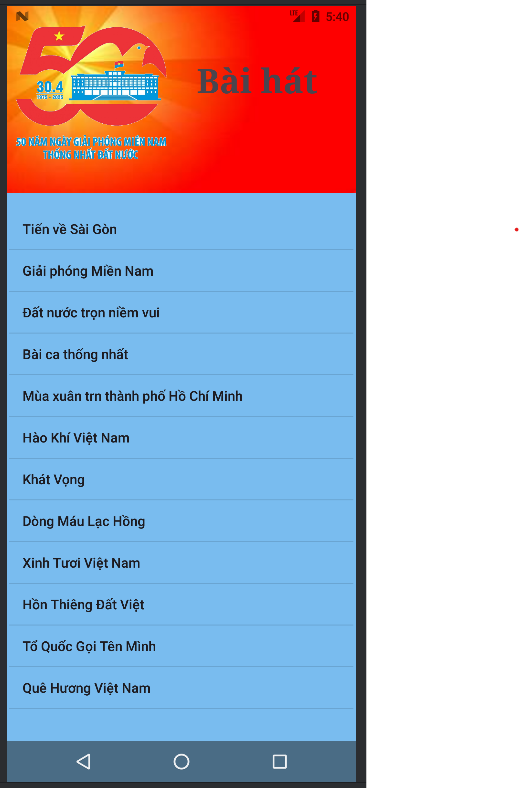 LTE 5:40
50
30.4
1975 - 2025
50 NĂM NGÀY GIẢI PHÓNG MIỀN NAM
THỐNG NHẤT ĐẤT NƯỚC
Bài hát
Tiến về Sài Gòn
Giải phóng Miền Nam
Đất nước trọn niềm vui
Bài ca thống nhất
Mùa xuân trn thành phố Hồ Chí Minh
Hào Khí Việt Nam
Khát Vọng
Dòng Máu Lạc Hồng
Xinh Tươi Việt Nam
Hồn Thiêng Đất Việt
Tổ Quốc Gọi Tên Mình
Quê Hương Việt Nam